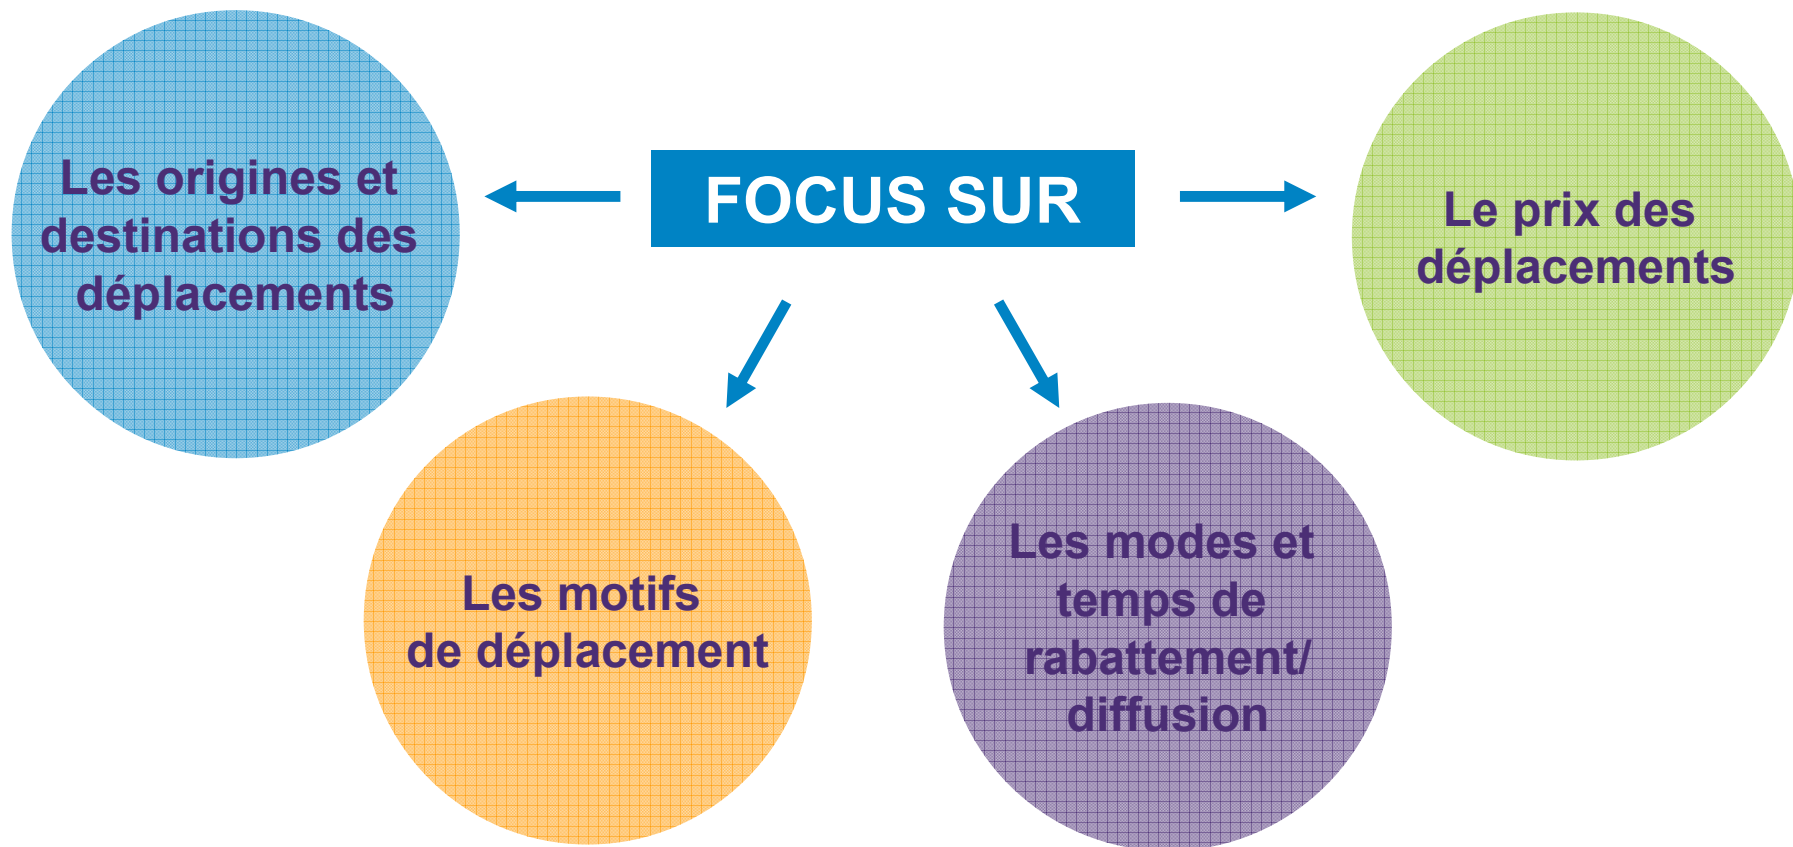 FOCUS SUR
Les origines et
destinations des
déplacements
Le prix des
déplacements
Les motifs
de déplacement
Les modes et
temps de
rabattement/
diffusion